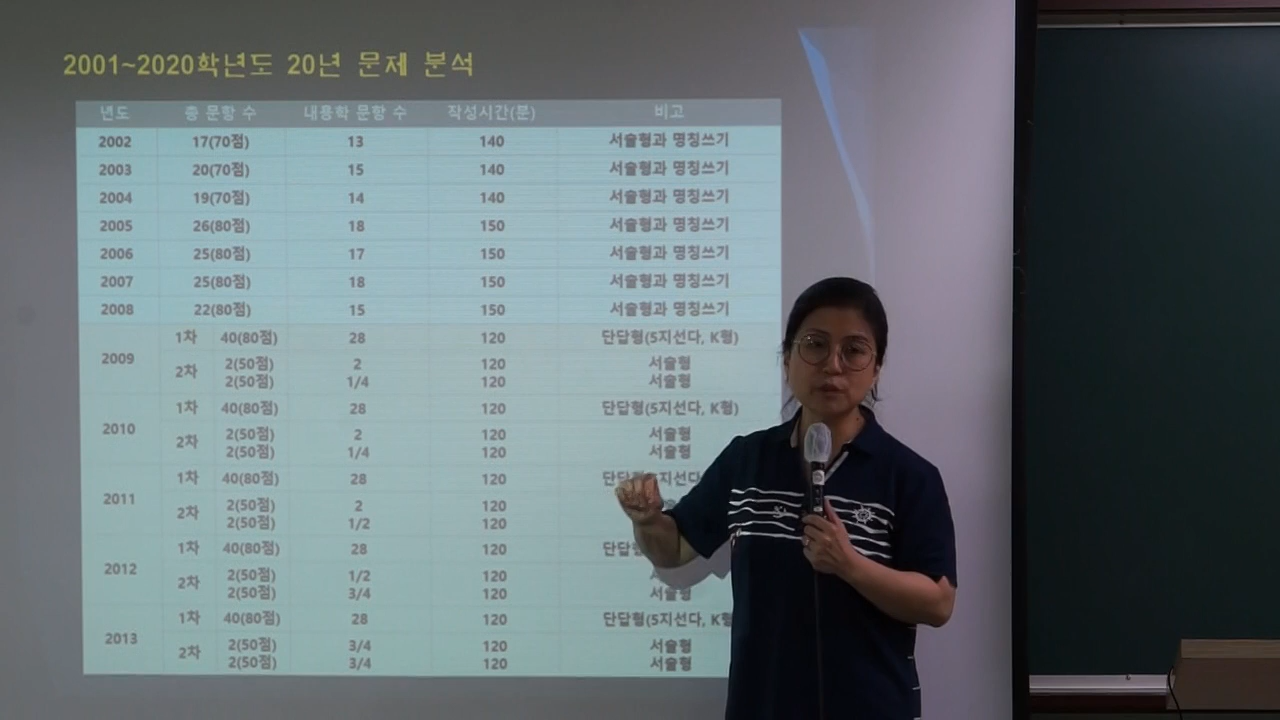 2001~2020학년도 20년 문제 분석
년도 총 문항 수 내용학 문항 수 작성시간(분) 비고
2002 17(70점) 13 140 서술형과 명칭쓰기
2003 20(70점) 15 140 서술형과 명칭쓰기
2004 19(70점) 14 140 서술형과 명칭쓰기
2005 26(80점) 18 150 서술형과 명칭쓰기
2006 25(80점) 17 150 서술형과 명칭쓰기
2007 25(80점) 18 150 서술형과 명칭쓰기
2008 22(80점) 15 150 서술형과 명칭쓰기
2009 1차 40(80점) 28 120 단답형(5지선다, K형)
2차 2(50점) 2 120 서술형
2(50점) 1/4 120 서술형
2010 1차 40(80점) 28 120 단답형(5지선다, K형)
2차 2(50점) 2 120 서술형
2(50점) 1/4 120 서술형
2011 1차 40(80점) 28 120
2차 2(50점) 2 120
2(50점) 1/2 120
2012 1차 40(80점) 28 120
2차 2(50점) 1/2 120
2(50점) 3/4 120 서술형
2013 1차 40(80점) 28 120 단답형(5지선다, K형
2차 2(50점) 3/4 120 서술형
2(50점) 3/4 120 서술형